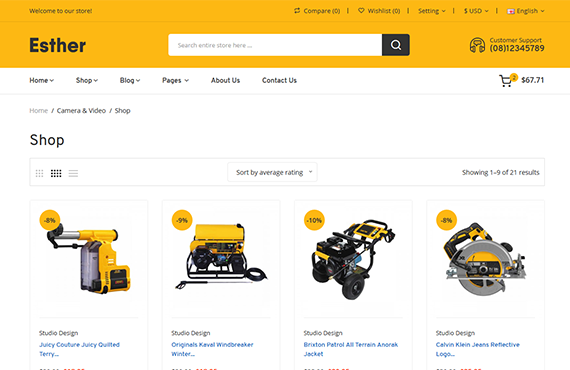 Welcome to our store!
Compare (0)
Wishlist (0)
Setting
$ USD
English
Esther
Search entire store here ...
Customer Support
(08)12345789
Home
Shop
Blog
Pages
About Us
Contact Us
2
$67.71
Home / Camera & Video / Shop
Shop
Sort by average rating
Showing 1–9 of 21 results
-8%
-9%
-10%
-8%
Studio Design
Juicy Couture Juicy Quilted
Terry...
Studio Design
Originals Kaval Windbreaker
Winter...
Studio Design
Brixton Patrol All Terrain Anorak
Jacket
Studio Design
Calvin Klein Jeans Reflective
Logo...